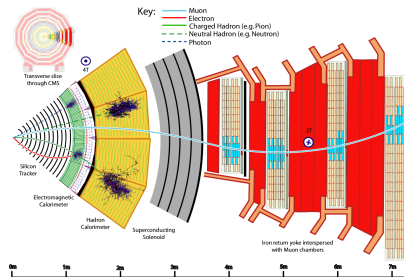 Key:
Muon
Electron
Charged Hadron (e.g. Pion)
Neutral Hadron (e.g. Neutron)
Photon
Transverse slice
through CMS
4T
2T
Silicon
Tracker
Electromagnetic
Calorimeter
Hadron
Calorimeter
Superconducting
Solenoid
Iron return yoke interspersed
with Muon chambers
0m
1m
2m
3m
4m
5m
6m
7m